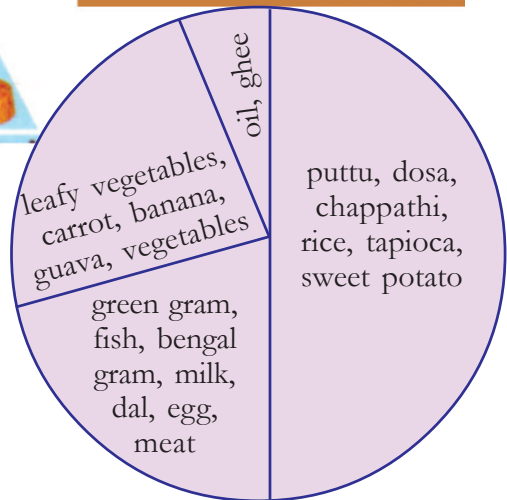 oil, ghee
leafy vegetables,
carrot, banana,
guava, vegetables
puttu, dosa,
chappathi,
rice, tapioca,
sweet potato
green gram,
fish, bengal
gram, milk,
dal, egg,
meat